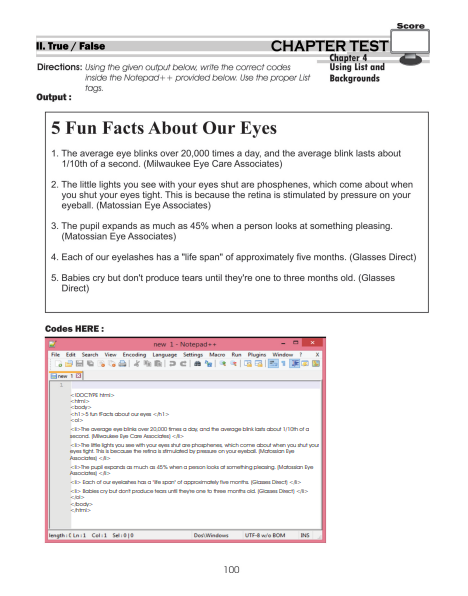 Score
II. True / False
CHAPTER TEST
Chapter 4
Using List and
Backgrounds
Directions: Using the given output below, write the correct codes
inside the Notepad++ provided below. Use the proper List
tags.
Output :
5 Fun Facts About Our Eyes
1. The average eye blinks over 20,000 times a day, and the average blink lasts about
1/10th of a second. (Milwaukee Eye Care Associates)
2. The little lights you see with your eyes shut are phosphenes, which come about when
you shut your eyes tight. This is because the retina is stimulated by pressure on your
eyeball. (Matossian Eye Associates)
3. The pupil expands as much as 45% when a person looks at something pleasing.
(Matossian Eye Associates)
4. Each of our eyelashes has a "life span" of approximately five months. (Glasses Direct)
5. Babies cry but don't produce tears until they're one to three months old. (Glasses
Direct)
Codes HERE :
new 1 - Notepad++
File Edit Search View Encoding Language Settings Macro Run Plugins Window ? X
new 1
1
<!DDCTYPE html>
<html>
<body>
<h1>5 fun fFacts about our eyes </h1>
<ol>
<li>The average eye blinks over 20,000 times a day, and the average blink lasts about 1/10th of a
second. (Milwaukee Eye Care Associates) </li>
<li>The little lights you see with your eyes shut are phosphenes, which come about when you shut your
eyes tight. This is because the retina is stimulated by pressure on your eyeball. (Matossian Eye
Associates) </li>
<li>The pupil expands as much as 45% when a person looks at something pleasing. (Matossian Eye
Associates) </li>
<li> Each of our eyelashes has a "life span" of approximately five months. (Glasses Direct) </li>
<li> Babies cry but don't produce tears until they're one to three months old. (Glasses Direct) </li>
</ol>
</body>
</html>
length : 0 Ln : 1 Col : 1 Sel : 0 | 0 Dos\Windows UTF-8 w/o BOM INS
100